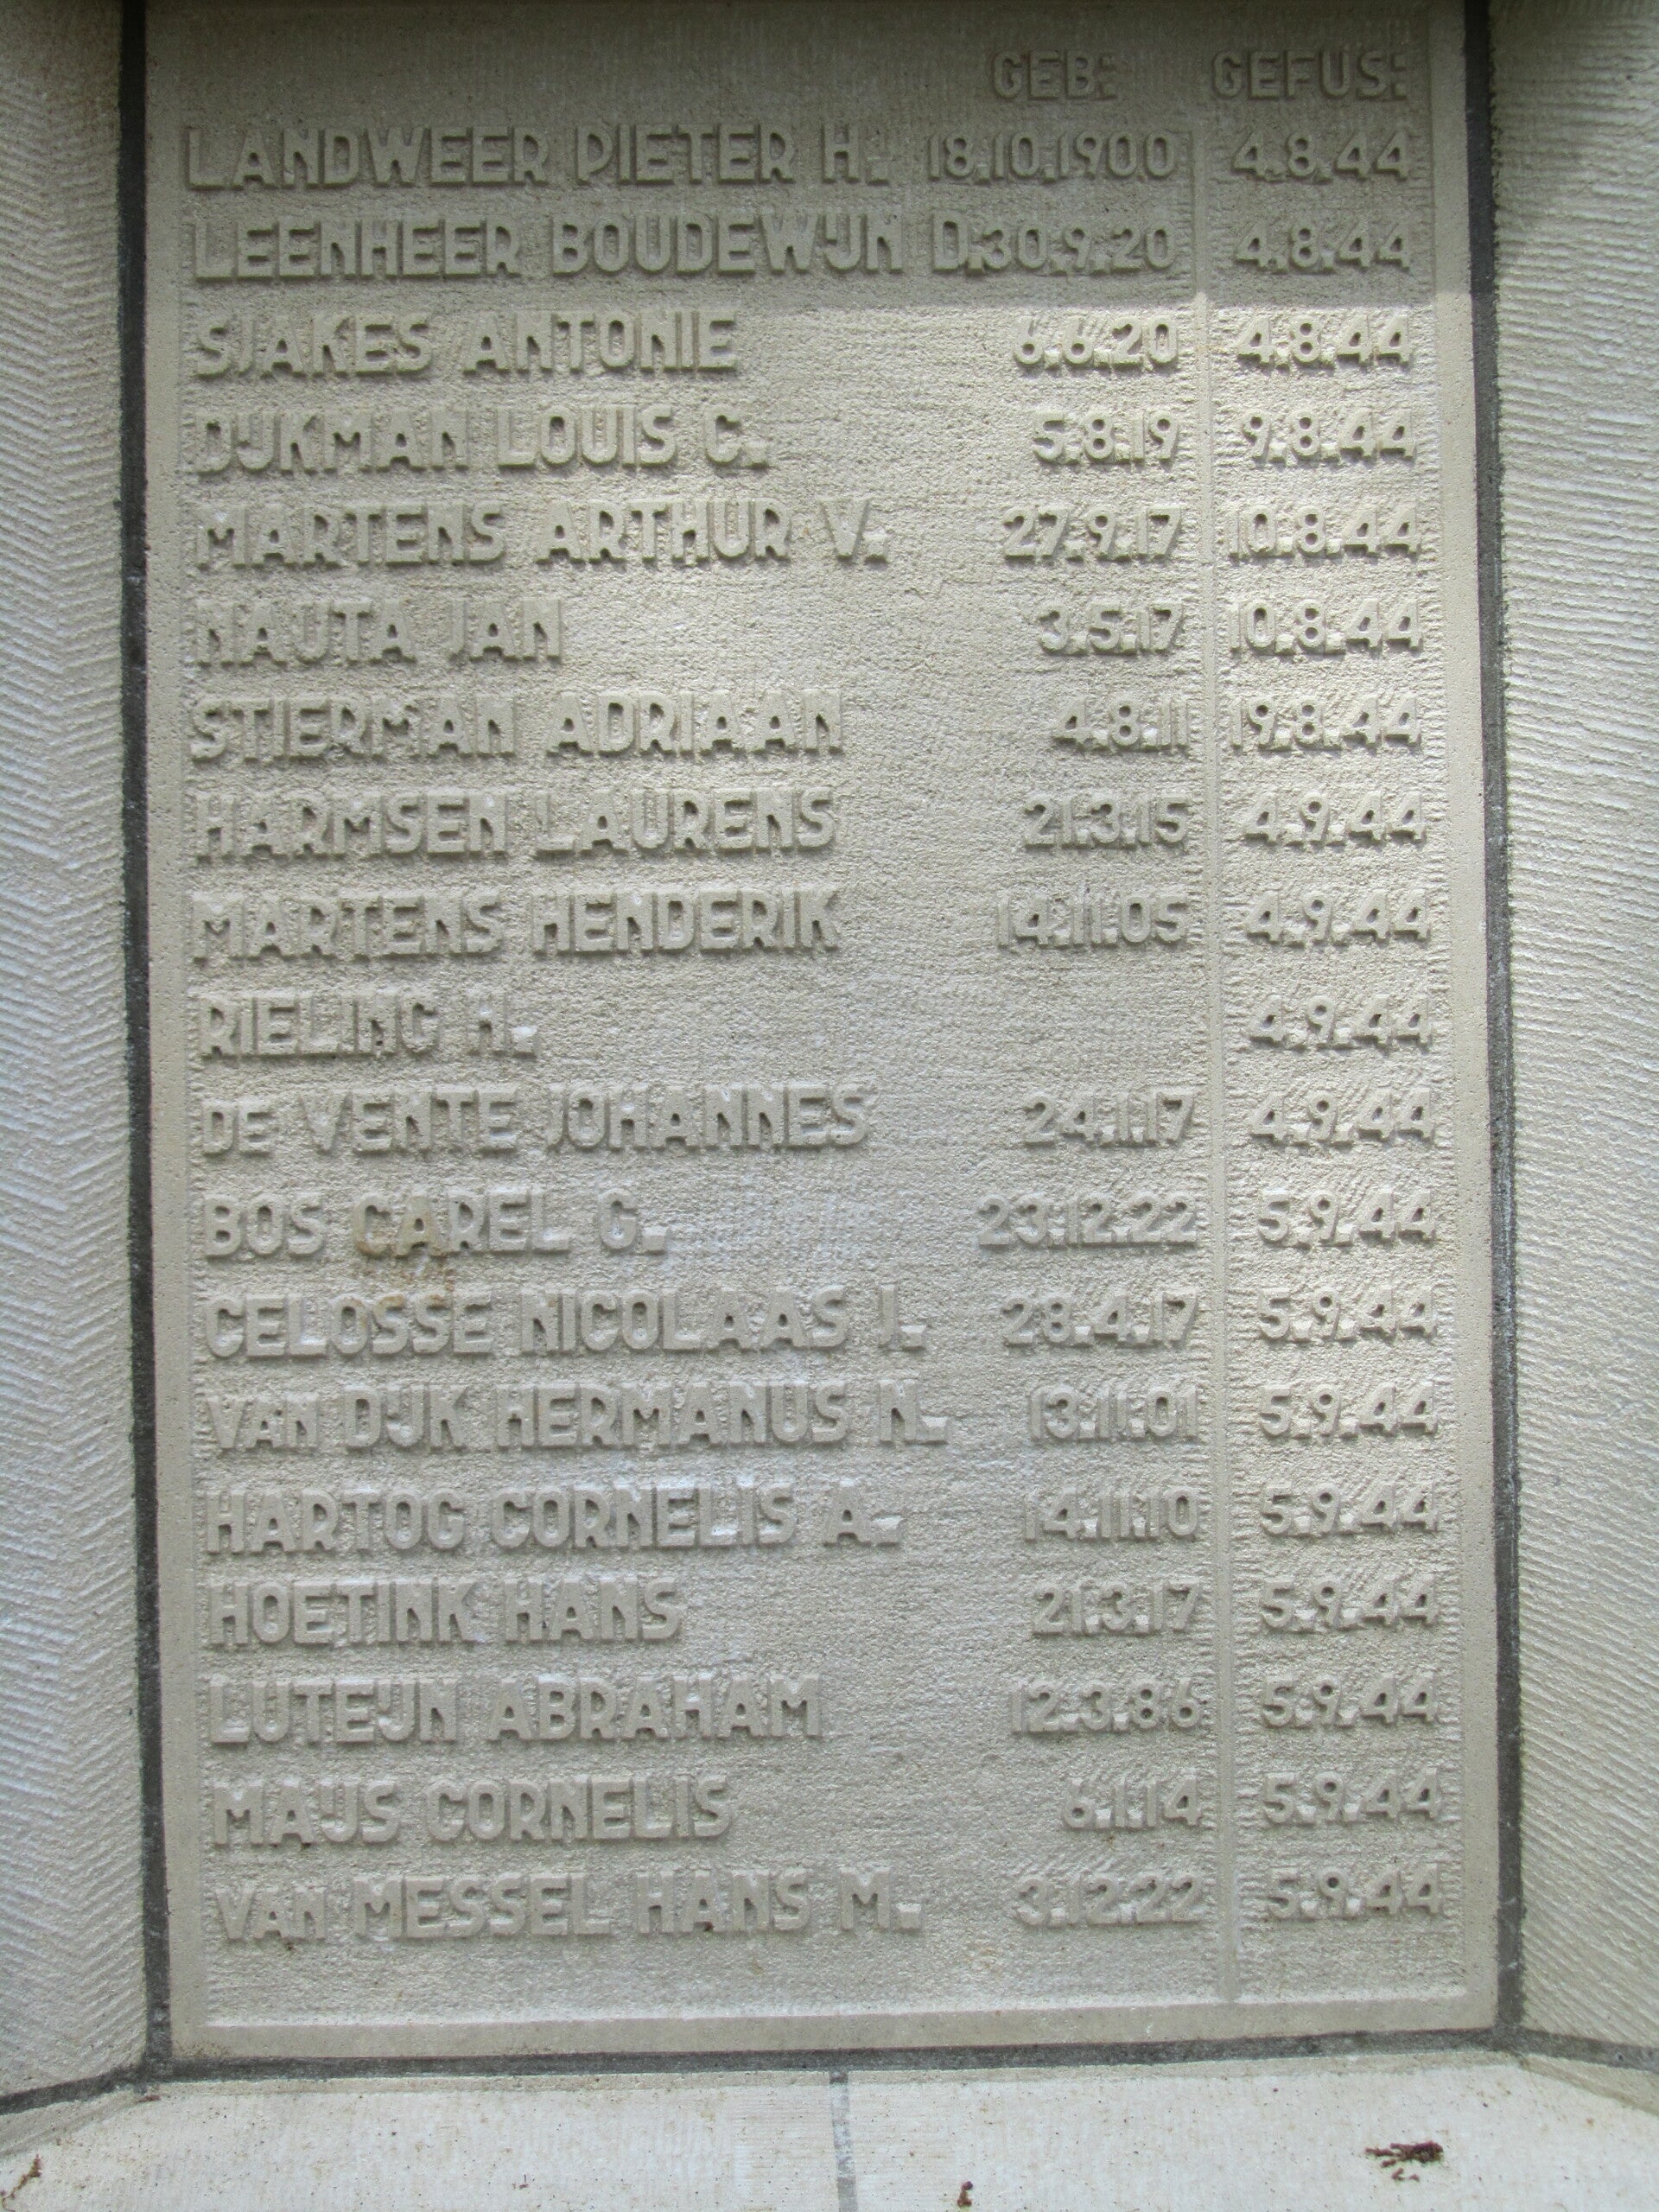 GEB: GEFUS:
LANDWEER PIETER H. 18.10.1900 4.8.44
LEENHEER BOUDEWIJN D. 30.9.20 4.8.44
SJAKES ANTONIE 6.6.20 4.8.44
DIJKMAN LOUIS C. 5.8.19 9.8.44
MARTENS ARTHUR V. 27.9.17 10.8.44
NAUTA JAN 3.5.17 10.8.44
STIERMAN ADRIAAN 4.8.11 19.8.44
HARMSEN LAURENS 21.3.15 4.9.44
MARTENS HENDERIK 14.11.05 4.9.44
RIELING H. 4.9.44
DE VENTE JOHANNES 24.1.17 4.9.44
BOS CAREL G. 23.12.22 5.9.44
CELOSSE NICOLAAS J. 28.4.17 5.9.44
VAN DIJK HERMANUS N. 13.11.01 5.9.44
HARTOG CORNELIS A. 14.11.10 5.9.44
HOETINK HANS 21.3.17 5.9.44
LUTEIJN ABRAHAM 12.3.86 5.9.44
MAIJS CORNELIS 6.1.14 5.9.44
VAN MESSEL HANS M. 3.12.22 5.9.44